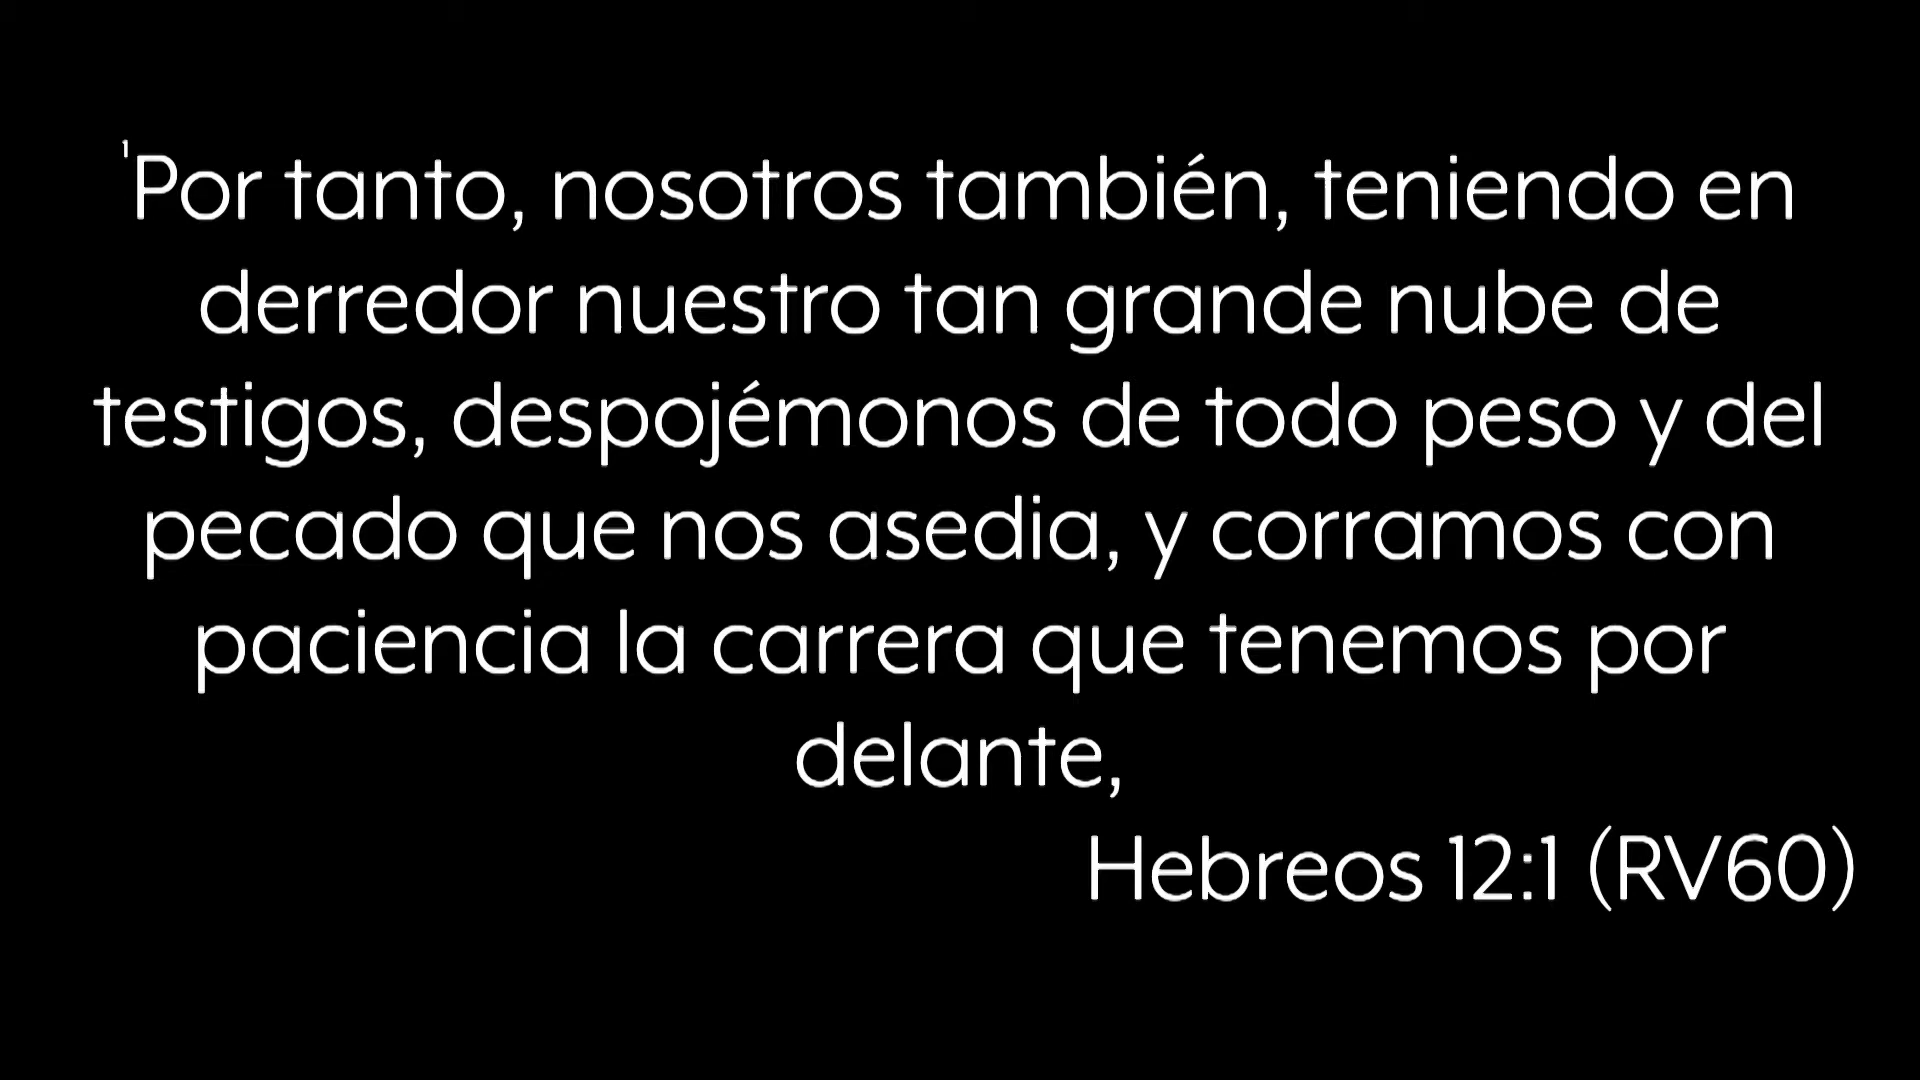 ¹Por tanto, nosotros también, teniendo en
derredor nuestro tan grande nube de
testigos, despojémonos de todo peso y del
pecado que nos asedia, y corramos con
paciencia la carrera que tenemos por
delante,
Hebreos 12:1 (RV60)